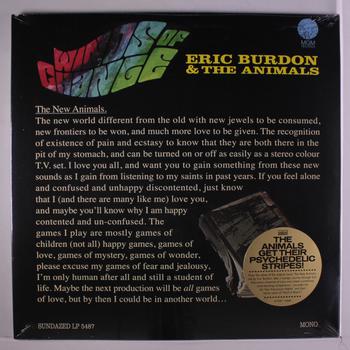 WINDS OF
CHANGE
MGM
ERIC BURDON
& THE ANIMALS
The New Animals.
The new world different from the old with new jewels to be consumed,
new frontiers to be won, and much more love to be given. The recognition
of existence of pain and ecstasy to know that they are both there in the
pit of my stomach, and can be turned on or off as easily as a stereo colour
T.V. set. I love you all, and want you to gain something from these new
sounds as I gain from listening to my saints in past years. If you feel alone
and confused and unhappy discontented, just know
that I (and there are many like me) love you,
and maybe you'll know why I am happy
contented and un-confused. The
games I play are mostly games of
children (not all) happy games, games of
love, games of mystery, games of wonder,
please excuse my games of fear and jealousy,
I'm only human after all and still a student
of life. Maybe the next production will be all games
of love, but by then I could be in another world...
THE
ANIMALS
GET THEIR
PSYCHEDELIC
STRIPES!
SUNDAZED LP 5487
MONO